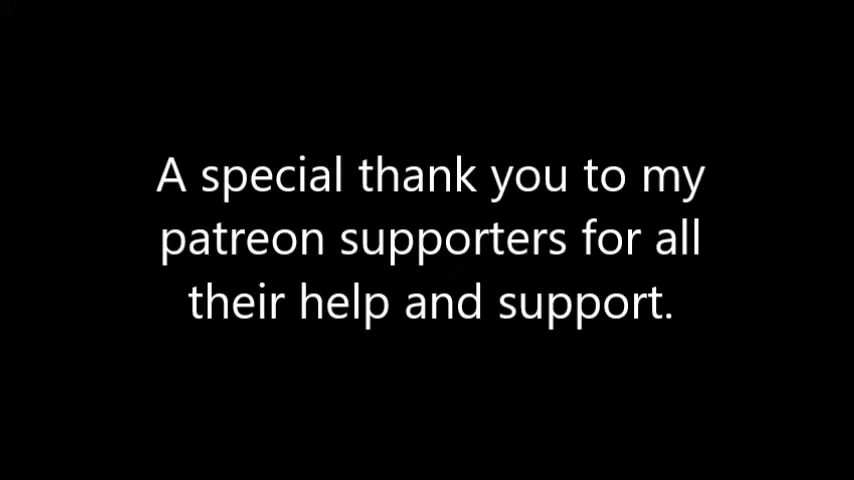 A special thank you to my
patreon supporters for all
their help and support.